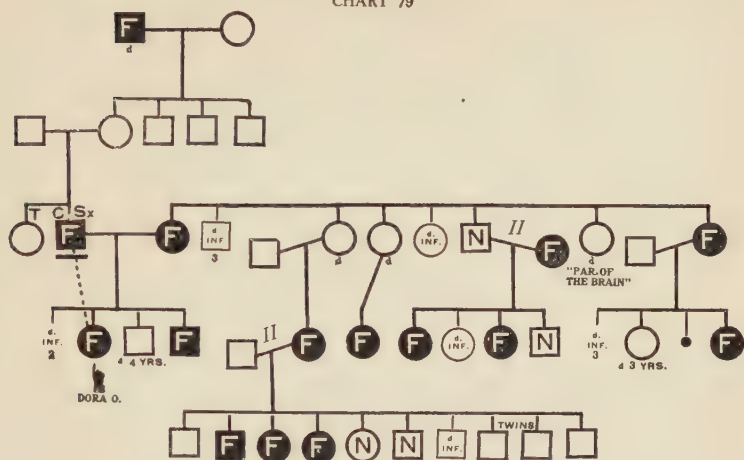 CHART 79
F
d
T C Sx
F F d INF 3 d d d. INF. N II F d F
"PAR. OF THE BRAIN"
d. INF. 2 F d 4 YRS. F II F F F d. INF. F N d. INF 3 d 3 YRS. F
DORA O.
F F F N N d INF TWINS